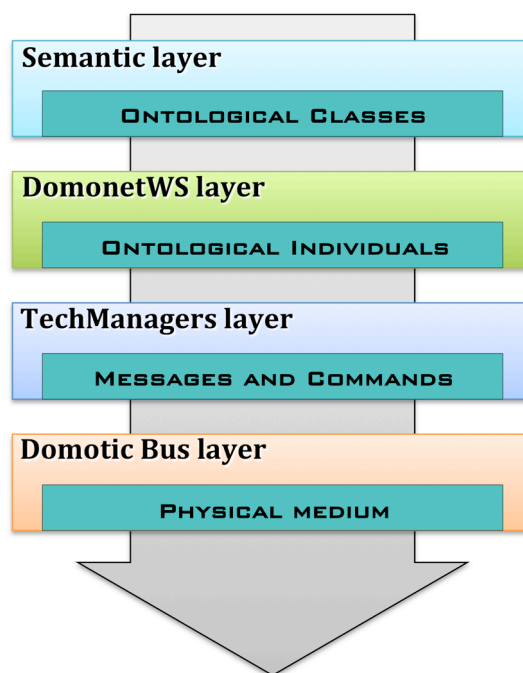 Semantic layer
Ontological Classes
DomonetWS layer
Ontological Individuals
TechManagers layer
Messages and Commands
Domotic Bus layer
Physical medium